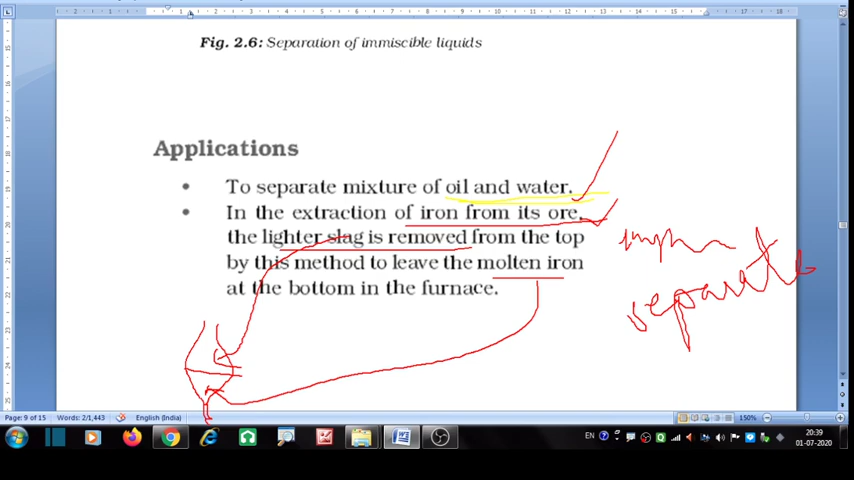 Fig. 2.6: Separation of immiscible liquids
Applications
• To separate mixture of oil and water.
• In the extraction of iron from its ore,
the lighter slag is removed from the top
by this method to leave the molten iron
at the bottom in the furnace.
separate
Page: 9 of 15 Words: 2/1,443 English (India) 150%
EN 20:39
01-07-2020